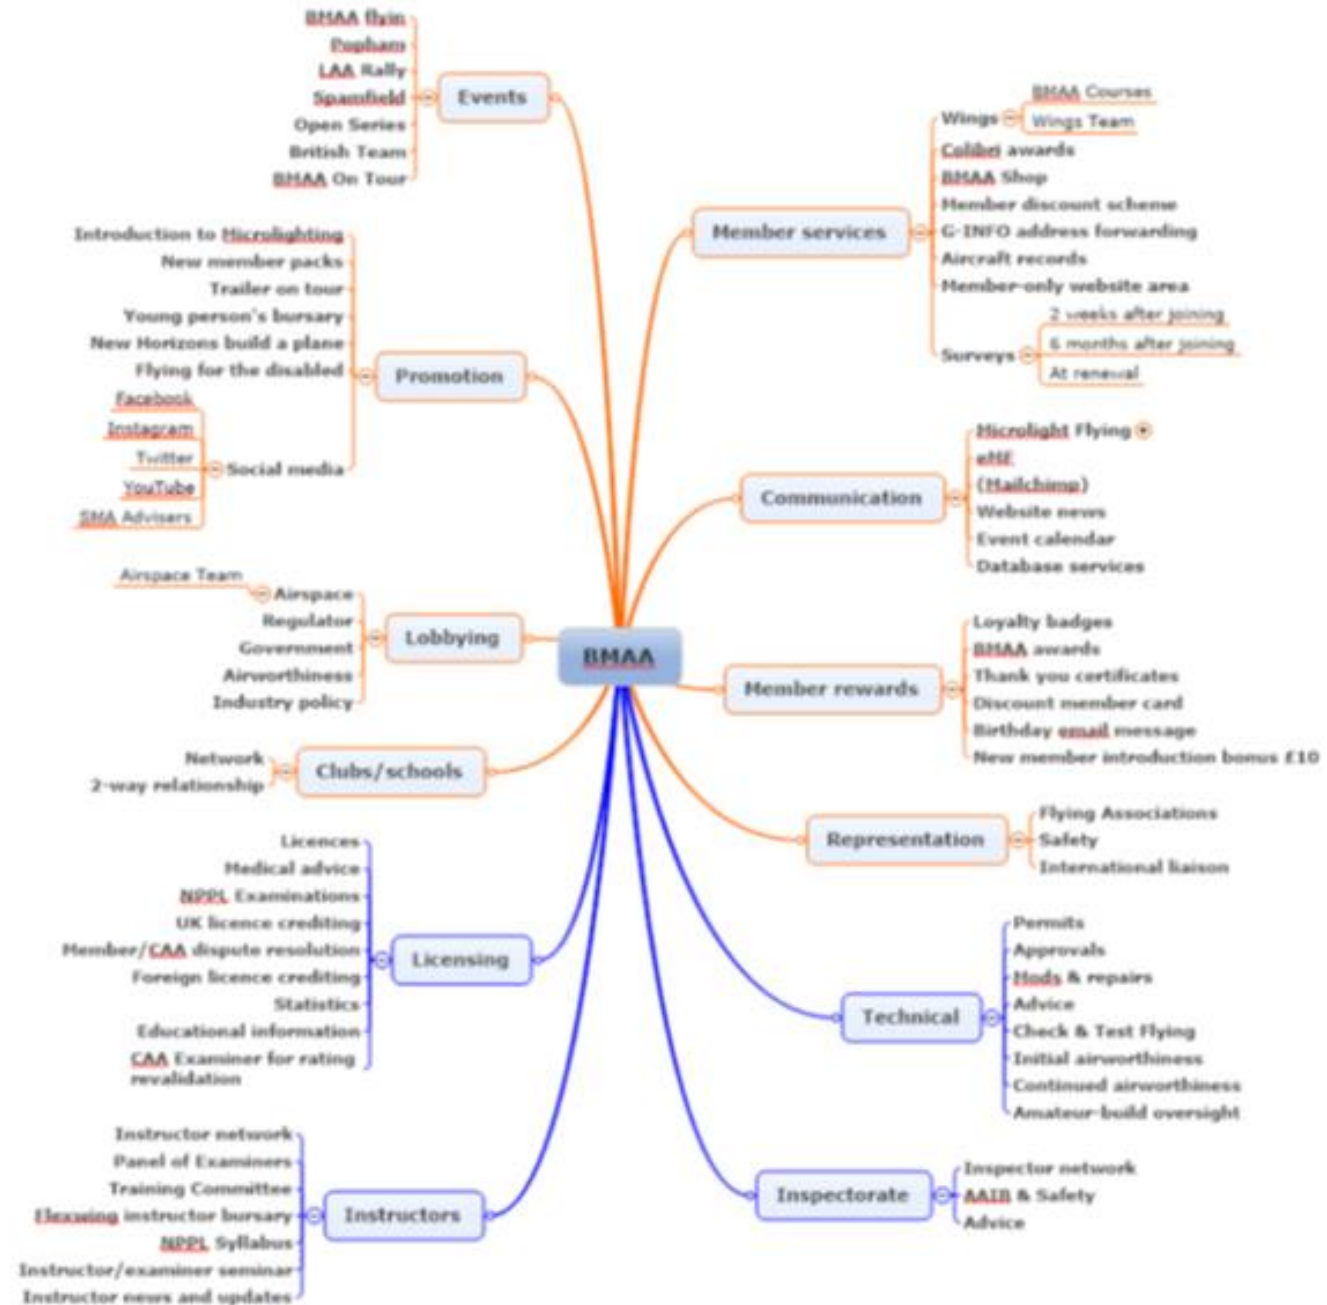 BMAA flyin
Popham
LAA Rally
Spamfield
Open Series
British Team
BMAA On Tour
Events
Introduction to Microlighting
New member packs
Trailer on tour
Young person's bursary
New Horizons build a plane
Flying for the disabled
Facebook
Instagram
Twitter
YouTube
SMA Advisers
Social media
Promotion
Airspace Team
Airspace
Regulator
Government
Airworthiness
Industry policy
Lobbying
Network
2-way relationship
Clubs/schools
Licences
Medical advice
NPPL Examinations
UK licence crediting
Member/CAA dispute resolution
Foreign licence crediting
Statistics
Educational information
CAA Examiner for rating
revalidation
Licensing
Instructor network
Panel of Examiners
Training Committee
Flexwing instructor bursary
NPPL Syllabus
Instructor/examiner seminar
Instructor news and updates
Instructors
BMAA
Member services
Wings
BMAA Courses
Wings Team
Colibri awards
BMAA Shop
Member discount scheme
G-INFO address forwarding
Aircraft records
Member-only website area
Surveys
2 weeks after joining
6 months after joining
At renewal
Communication
Microlight Flying
eMF
(Mailchimp)
Website news
Event calendar
Database services
Member rewards
Loyalty badges
BMAA awards
Thank you certificates
Discount member card
Birthday email message
New member introduction bonus £10
Representation
Flying Associations
Safety
International liaison
Technical
Permits
Approvals
Mods & repairs
Advice
Check & Test Flying
Initial airworthiness
Continued airworthiness
Amateur-build oversight
Inspectorate
Inspector network
AAIB & Safety
Advice